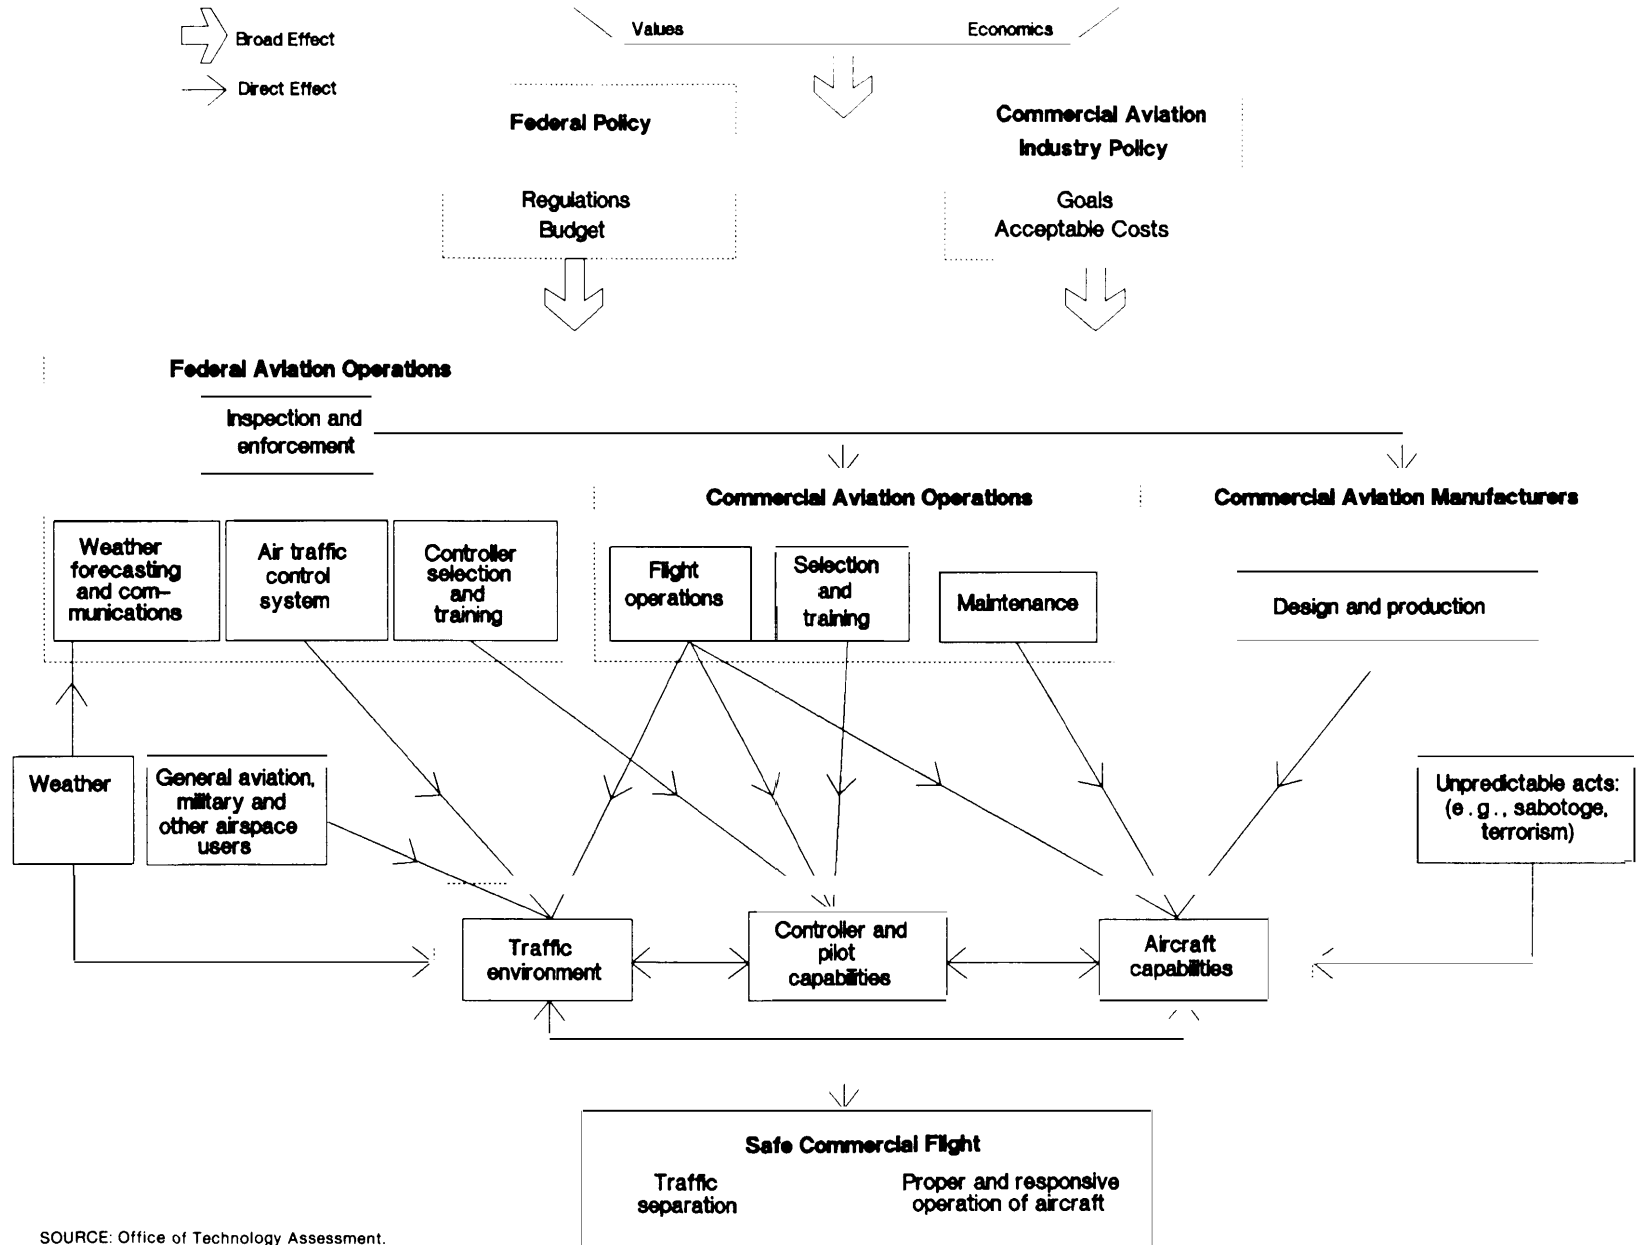 Broad Effect
Direct Effect
Values
Economics
Federal Policy
Regulations
Budget
Commercial Aviation
Industry Policy
Goals
Acceptable Costs
Federal Aviation Operations
Inspection and
enforcement
Commercial Aviation Operations
Commercial Aviation Manufacturers
Weather
forecasting
and com-
munications
Air traffic
control
system
Controller
selection
and
training
Flight
operations
Selection
and
training
Maintenance
Design and production
Weather
General aviation,
military and
other airspace
users
Unpredictable acts:
(e.g., sabotoge,
terrorism)
Traffic
environment
Controller and
pilot
capabilities
Aircraft
capabilities
Safe Commercial Flight
Traffic
separation
Proper and responsive
operation of aircraft
SOURCE: Office of Technology Assessment.